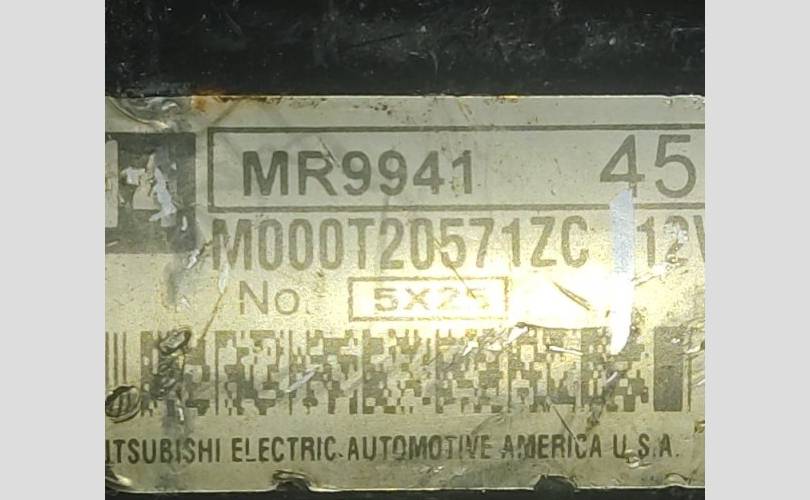 MR9941 45
M000T20571ZC 12V
No. 5X25
ITSUBISHI ELECTRIC AUTOMOTIVE AMERICA U.S.A.